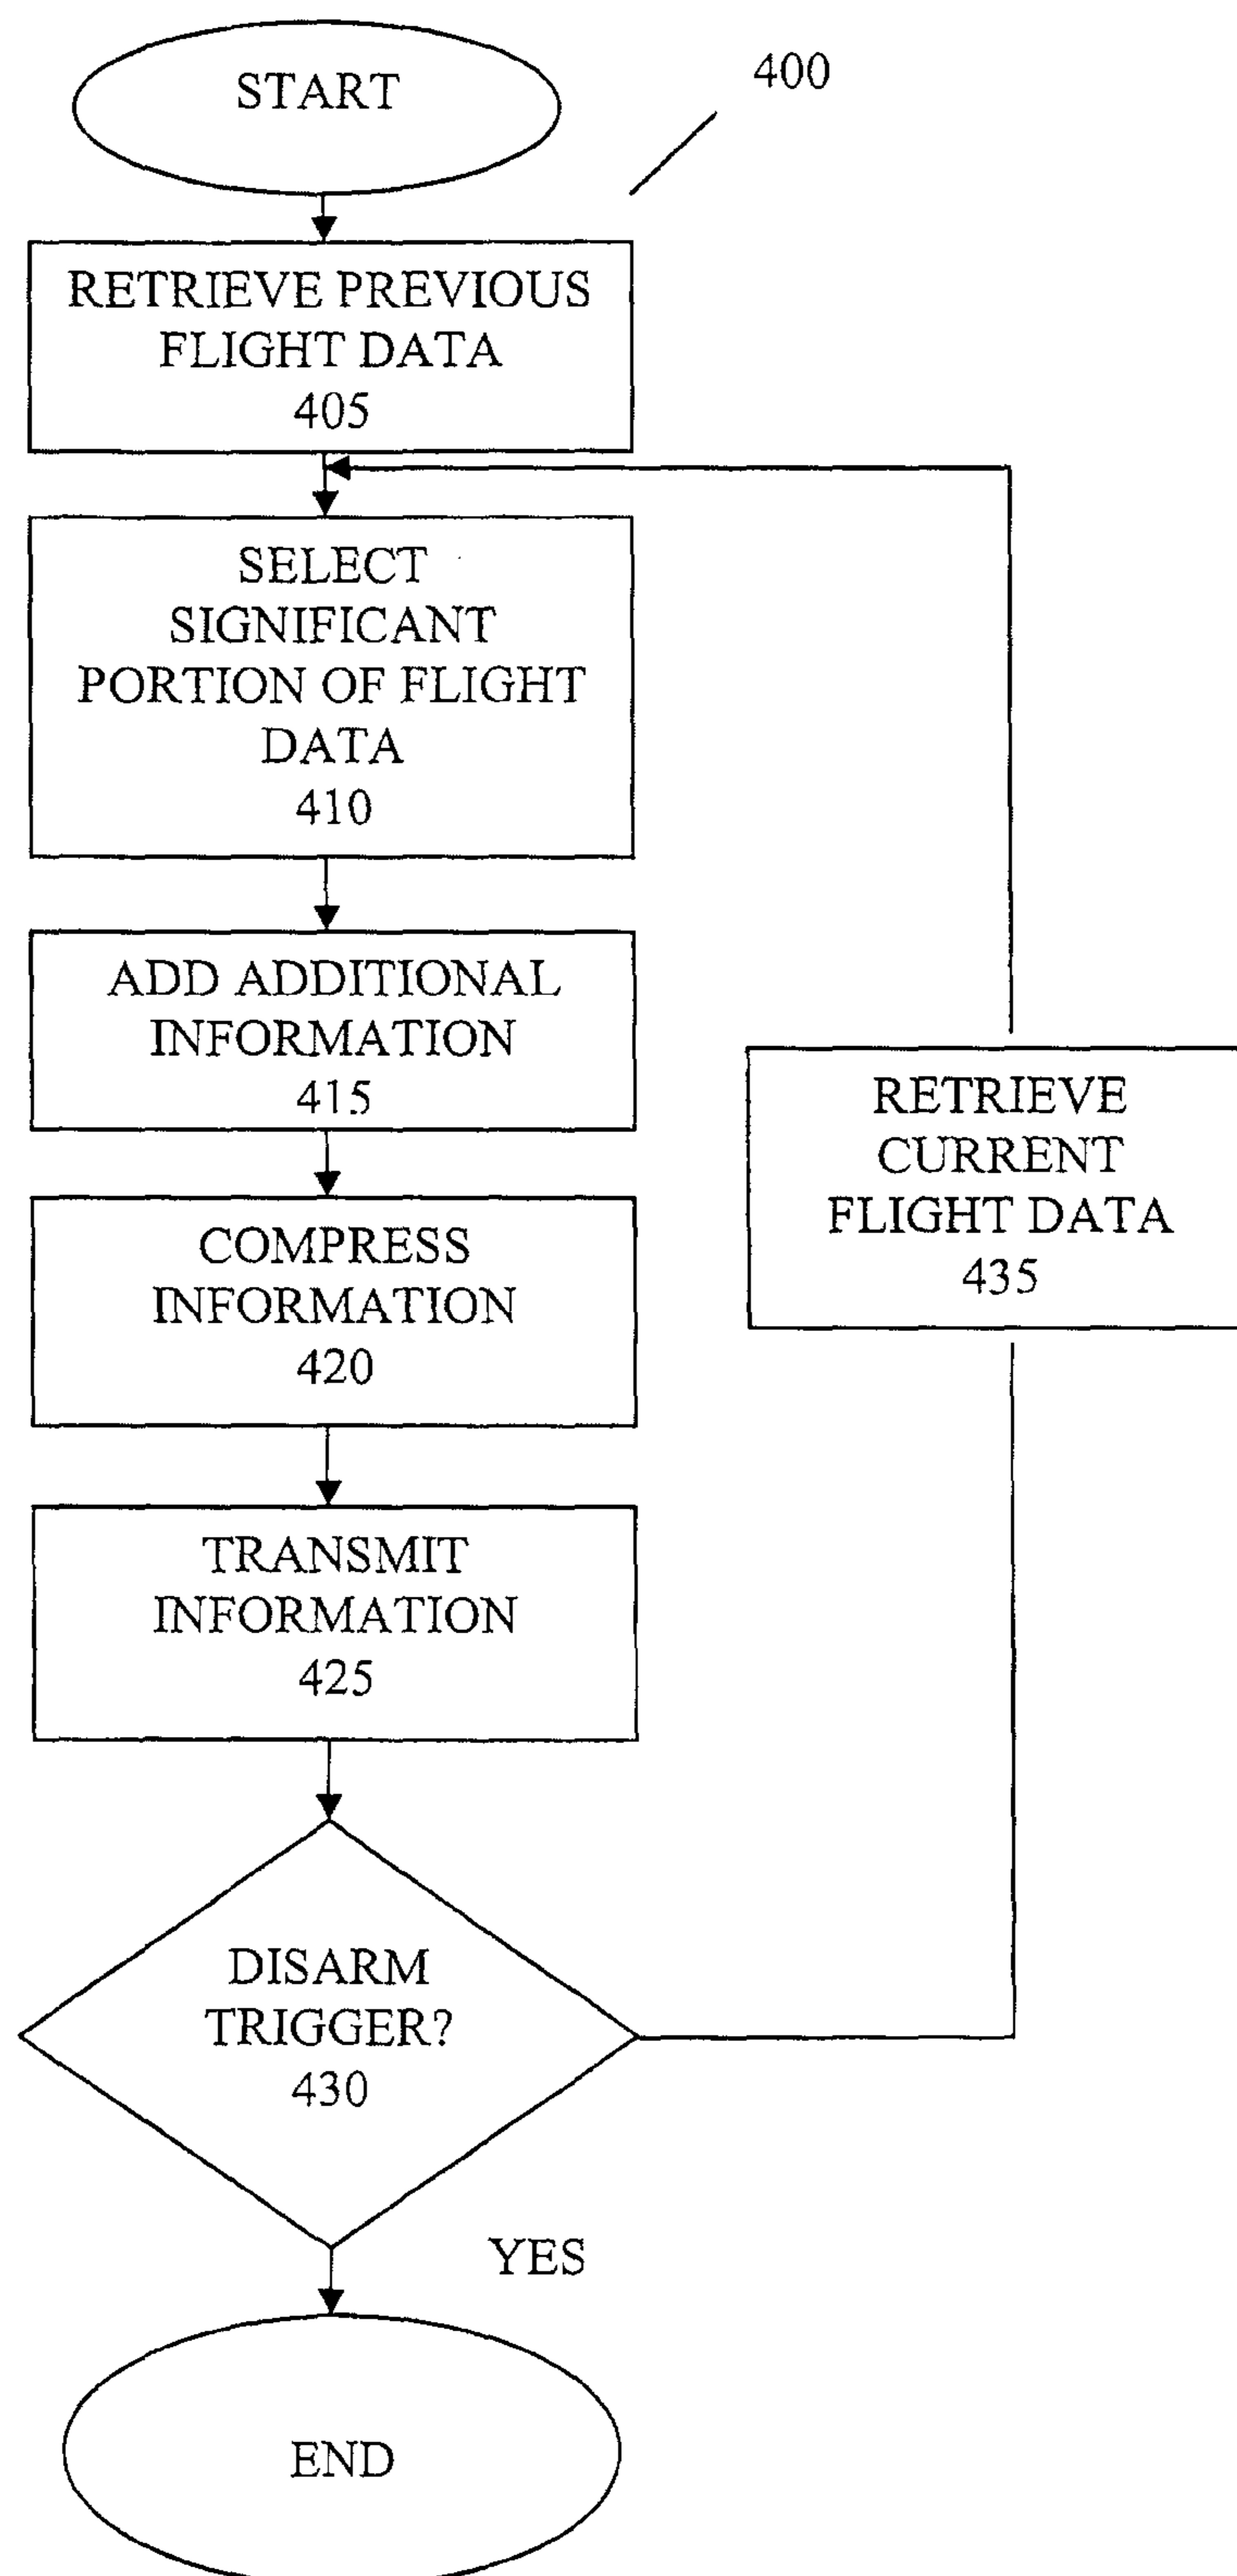 START
400
RETRIEVE PREVIOUS
FLIGHT DATA
405
SELECT
SIGNIFICANT
PORTION OF FLIGHT
DATA
410
ADD ADDITIONAL
INFORMATION
415
COMPRESS
INFORMATION
420
TRANSMIT
INFORMATION
425
DISARM
TRIGGER?
430
YES
END
RETRIEVE
CURRENT
FLIGHT DATA
435